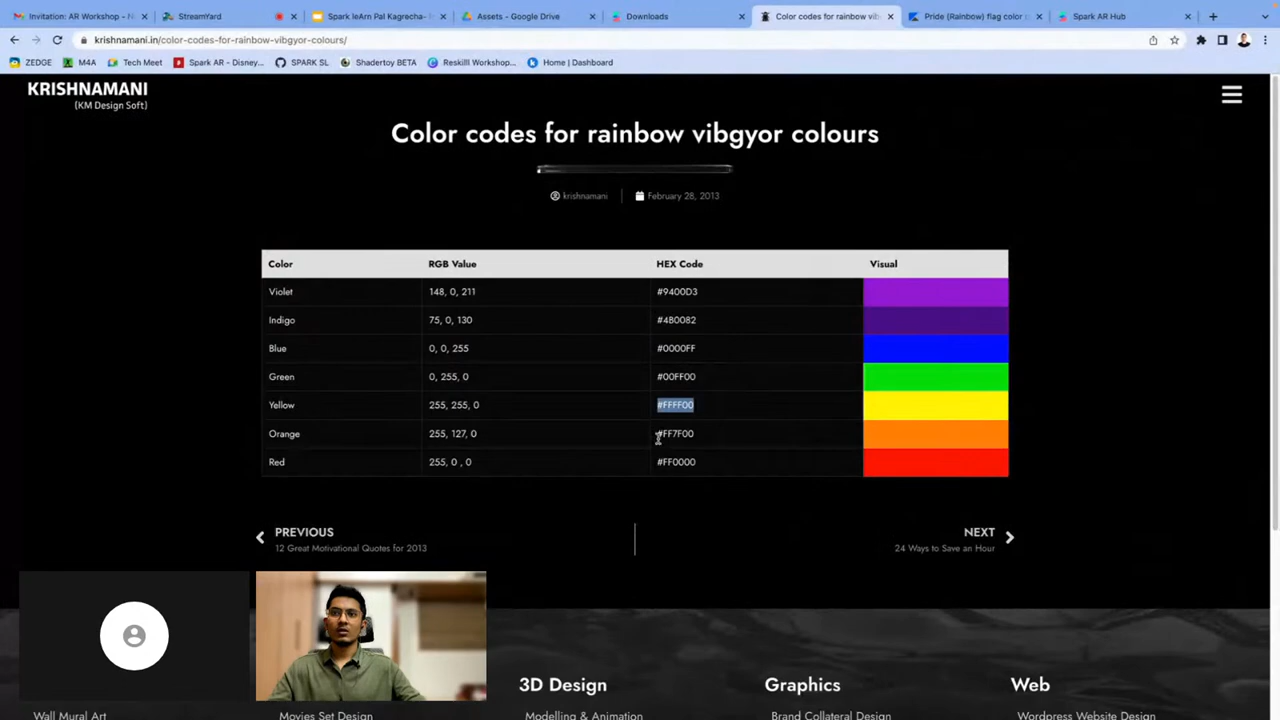 Invitation: AR Workshop - N
StreamYard
Spark leArn Pal Kagrecha-
Assets - Google Drive
Downloads
Color codes for rainbow vib
Pride (Rainbow) flag color
Spark AR Hub
krishnamani.in/color-codes-for-rainbow-vibgyor-colours/
ZEDGE
M4A
Tech Meet
Spark AR - Disney...
SPARK SL
Shadertoy BETA
Reskilll Workshop...
Home | Dashboard
KRISHNAMANI
(KM Design Soft)
Color codes for rainbow vibgyor colours
krishnamani
February 28, 2013
Color RGB Value HEX Code Visual
Violet 148, 0, 211 #9400D3
Indigo 75, 0, 130 #4B0082
Blue 0, 0, 255 #0000FF
Green 0, 255, 0 #00FF00
Yellow 255, 255, 0 #FFFF00
Orange 255, 127, 0 #FF7F00
Red 255, 0 , 0 #FF0000
PREVIOUS
12 Great Motivational Quotes for 2013
NEXT
24 Ways to Save an Hour
3D Design
Graphics
Web
Wall Mural Art
Movies Set Design
Modelling & Animation
Brand Collateral Design
Wordpress Website Design